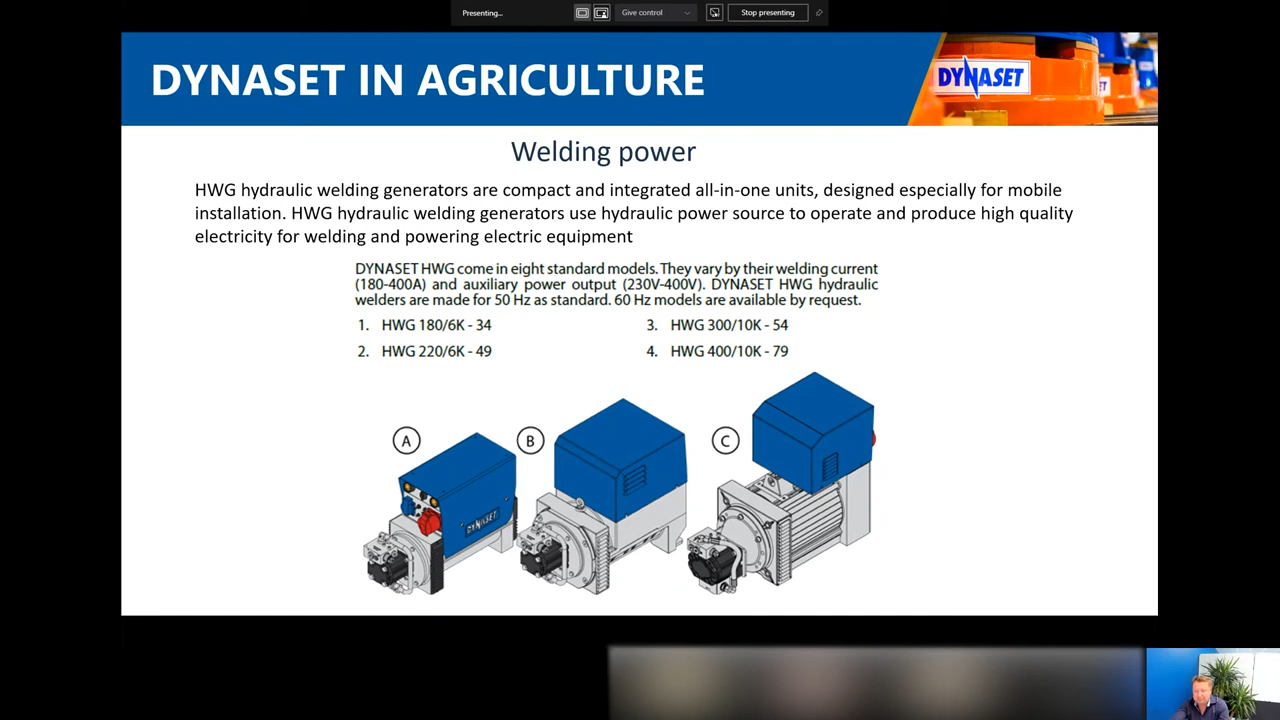 Presenting...
Give control
Stop presenting
DYNASET IN AGRICULTURE
DYNASET
Welding power
HWG hydraulic welding generators are compact and integrated all-in-one units, designed especially for mobile
installation. HWG hydraulic welding generators use hydraulic power source to operate and produce high quality
electricity for welding and powering electric equipment
DYNASET HWG come in eight standard models. They vary by their welding current
(180-400A) and auxiliary power output (230V-400V). DYNASET HWG hydraulic
welders are made for 50 Hz as standard. 60 Hz models are available by request.
1. HWG 180/6K - 34
2. HWG 220/6K - 49
3. HWG 300/10K - 54
4. HWG 400/10K - 79
A
B
C
DYNASET